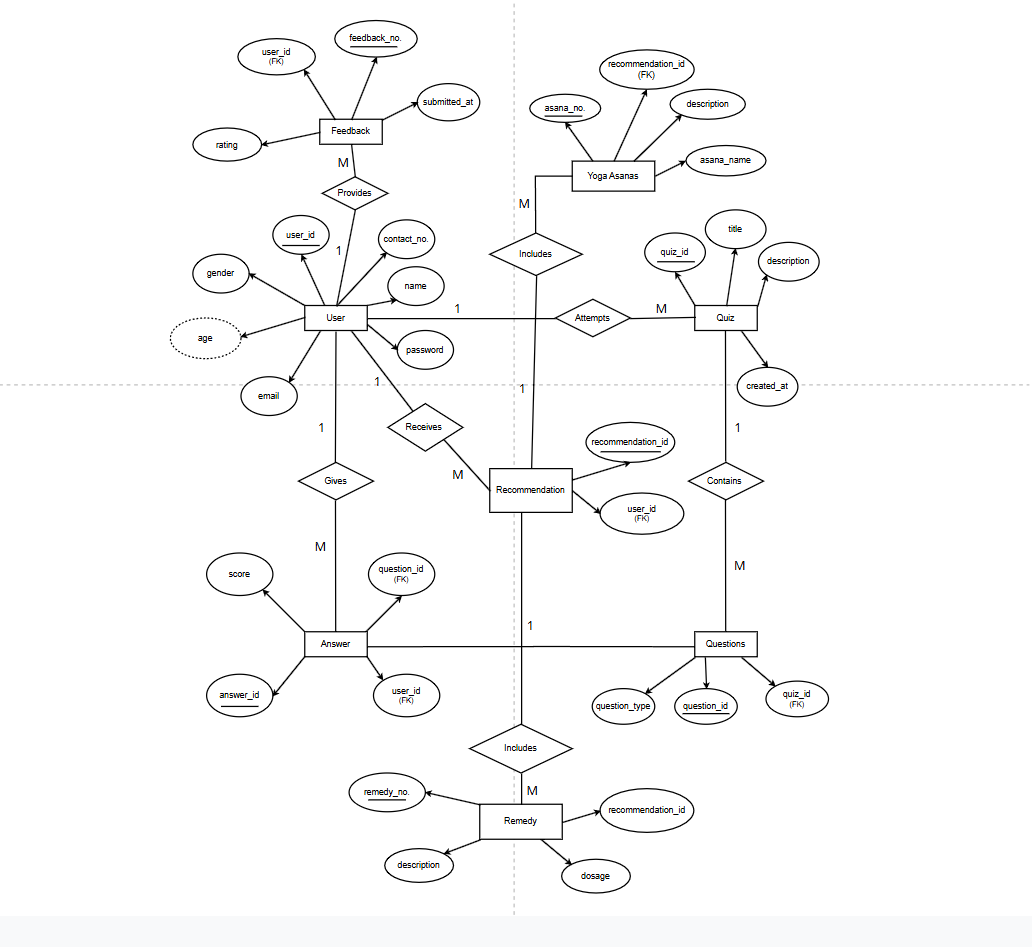 feedback_no.
user_id
(FK)
submitted_at
rating
Feedback
M
Provides
1
recommendation_id
(FK)
asana_no.
description
asana_name
Yoga Asanas
M
Includes
1
user_id
contact_no.
gender
name
age
password
email
User
1
Attempts
M
title
quiz_id
description
Quiz
created_at
1
Receives
M
1
Gives
M
recommendation_id
Recommendation
user_id
(FK)
1
Contains
M
score
question_id
(FK)
Answer
answer_id
user_id
(FK)
1
Questions
question_type
question_id
quiz_id
(FK)
Includes
M
remedy_no.
recommendation_id
Remedy
description
dosage